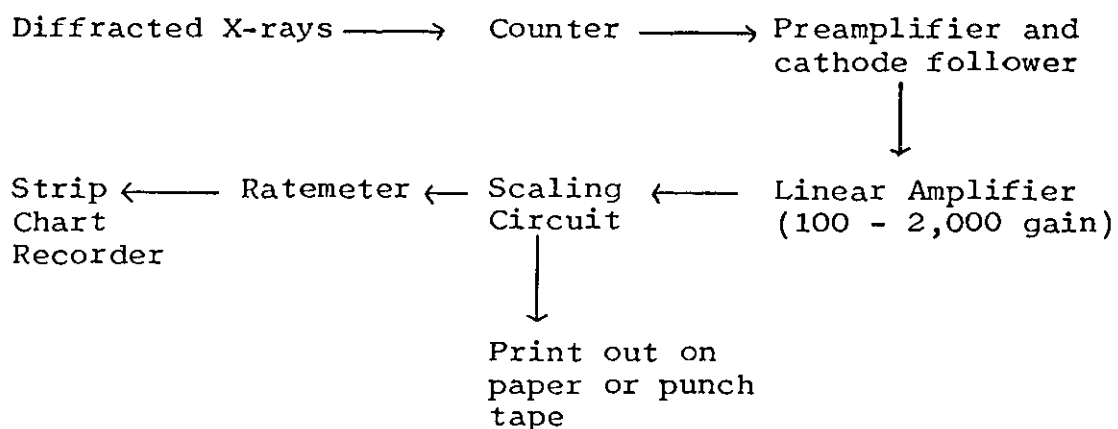 Diffracted X-rays → Counter → Preamplifier and
cathode follower
Strip ← Ratemeter ← Scaling ← Linear Amplifier
Chart Circuit (100 - 2,000 gain)
Recorder
Print out on
paper or punch
tape